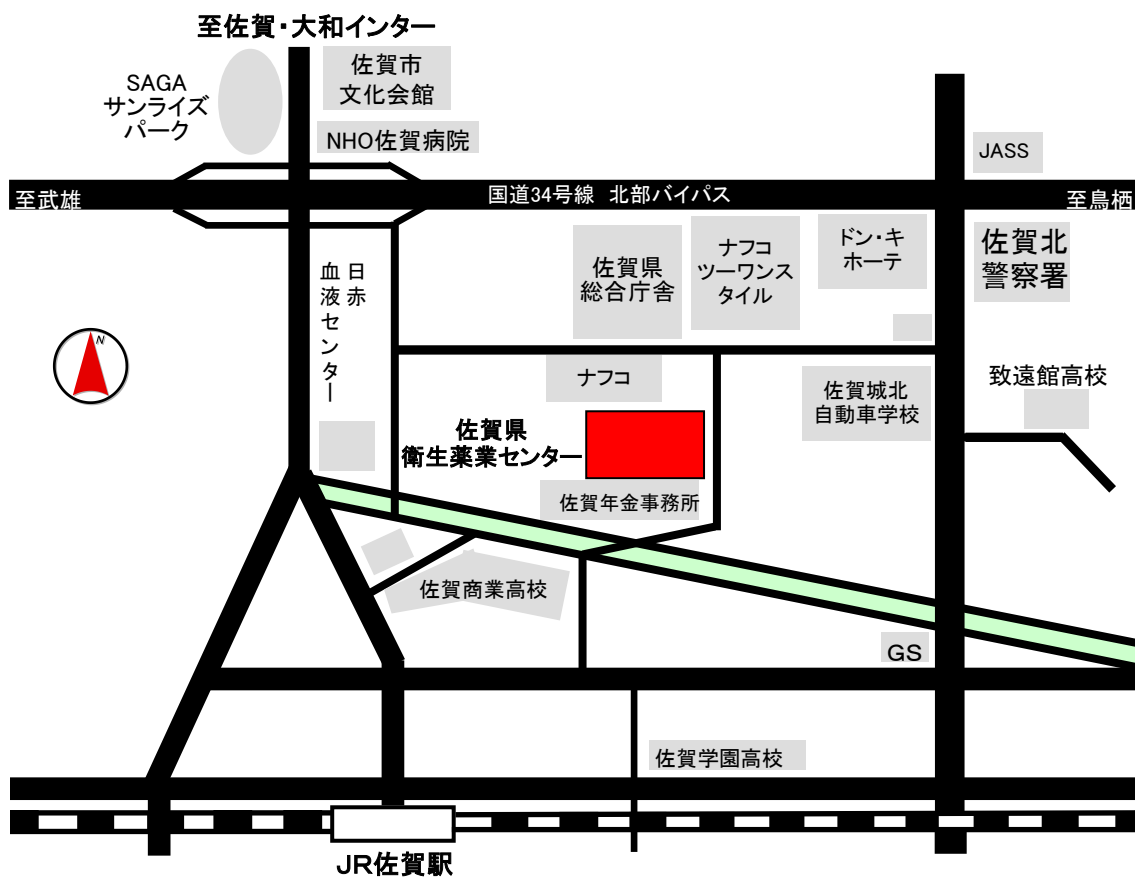 至佐賀・大和インター
佐賀市
文化会館
SAGA
サンライズ
パーク
NHO佐賀病院
JASS
至武雄
国道34号線 北部バイパス
至鳥栖
日赤
血液センター
佐賀県
総合庁舎
ナフコ
ツーワンス
タイル
ドン・キ
ホーテ
佐賀北
警察署
N
ナフコ
佐賀城北
自動車学校
致遠館高校
佐賀県
衛生薬業センター
佐賀年金事務所
佐賀商業高校
GS
佐賀学園高校
JR佐賀駅